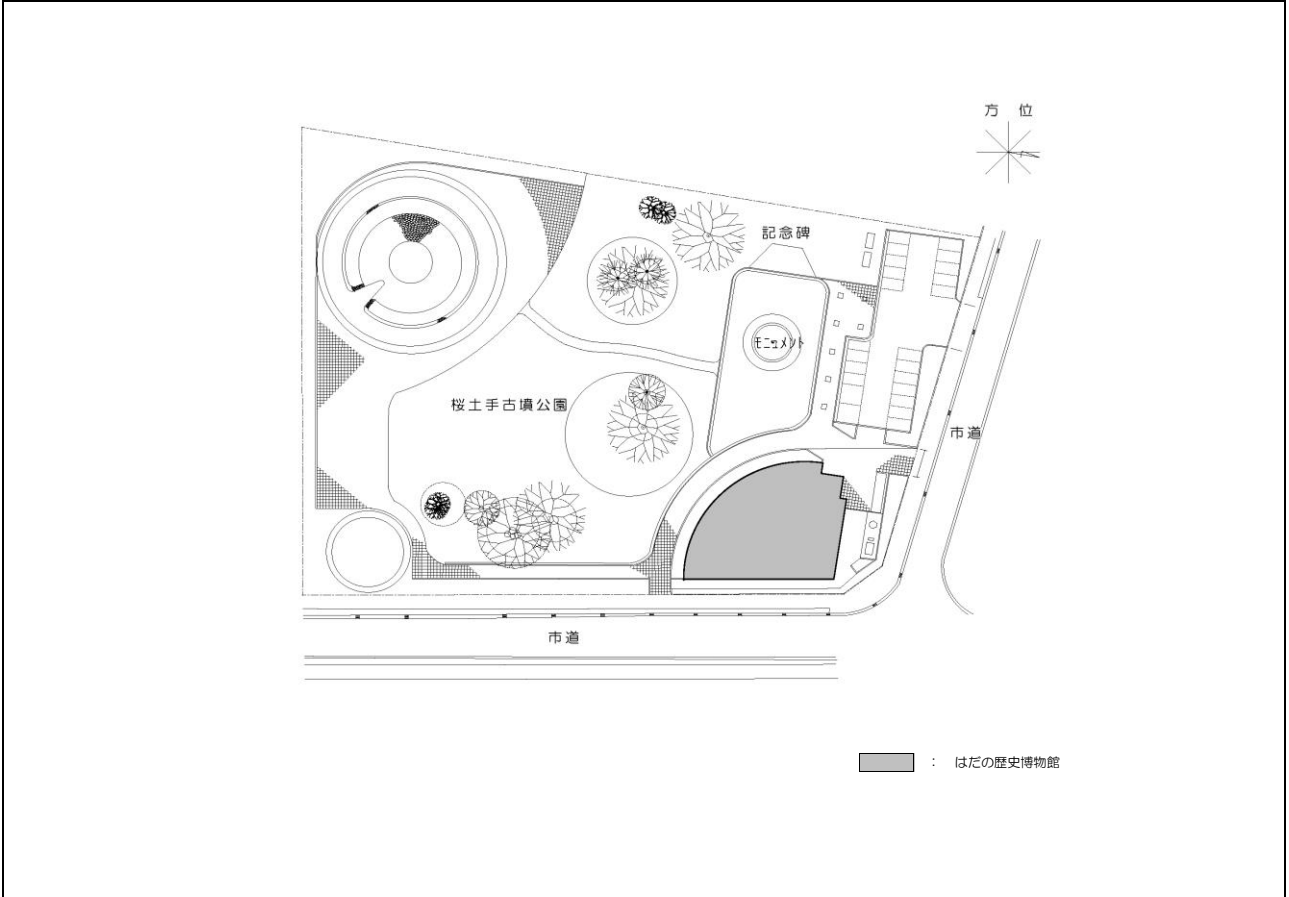 方 位
記念碑
モニュメント
桜土手古墳公園
市道
市道
： はだの歴史博物館